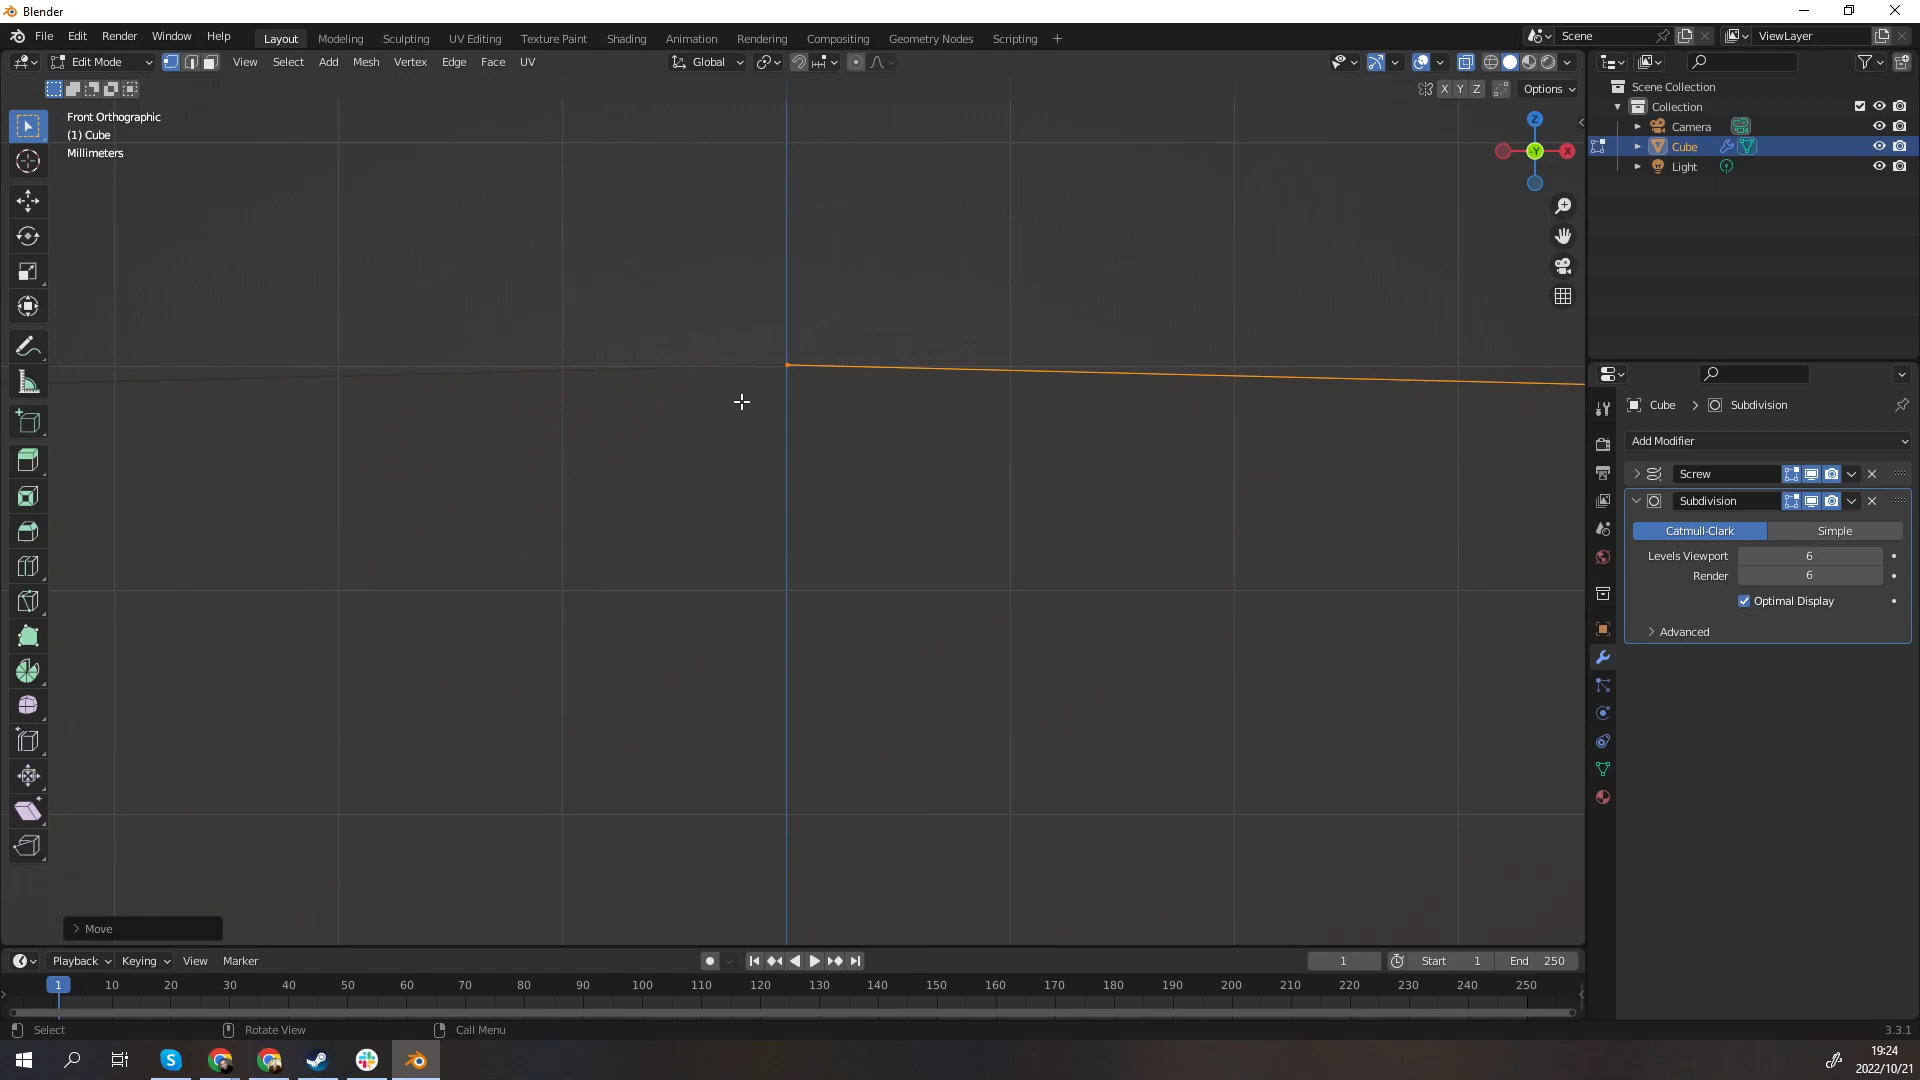 Blender
File Edit Render Window Help
Layout Modeling Sculpting UV Editing Texture Paint Shading Animation Rendering Compositing Geometry Nodes Scripting +
Scene ViewLayer
Edit Mode View Select Add Mesh Vertex Edge Face UV Global
X Y Z Options
Front Orthographic
(1) Cube
Millimeters
Z
-Y X
Scene Collection
Collection
Camera
Cube
Light
Cube > Subdivision
Add Modifier
Screw
Subdivision
Catmull-Clark Simple
Levels Viewport 6
Render 6
Optimal Display
Advanced
Move
Playback Keying View Marker 1 Start 1 End 250
1 10 20 30 40 50 60 70 80 90 100 110 120 130 140 150 160 170 180 190 200 210 220 230 240 250
Select Rotate View Call Menu 3.3.1
19:24
2022/10/21